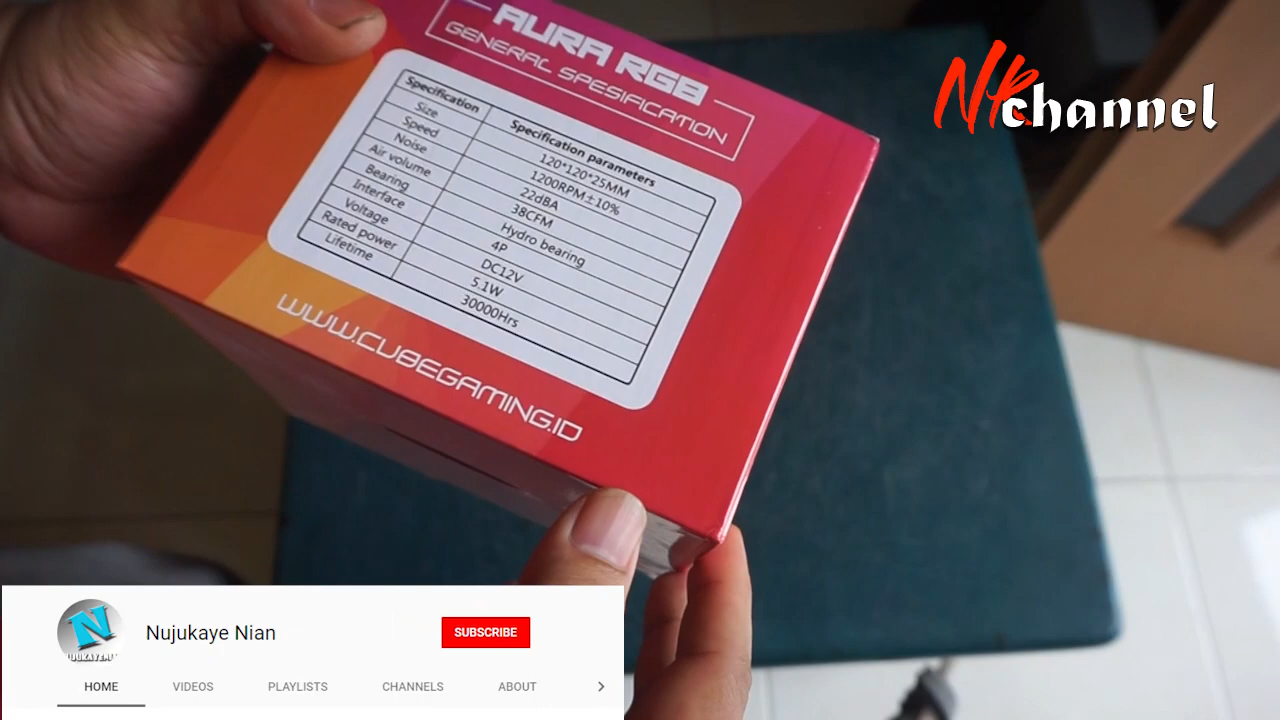 AURA RGB
GENERAL SPESIFICATION
Specification Specification parameters
Size 120*120*25MM
Speed 1200RPM±10%
Noise 22dBA
Air volume 38CFM
Bearing Hydro bearing
Interface 4P
Voltage DC12V
Rated power 5.1W
Lifetime 30000Hrs
WWW.CUBEGAMING.ID
NK channel
Nujukaye Nian
SUBSCRIBE
HOME VIDEOS PLAYLISTS CHANNELS ABOUT